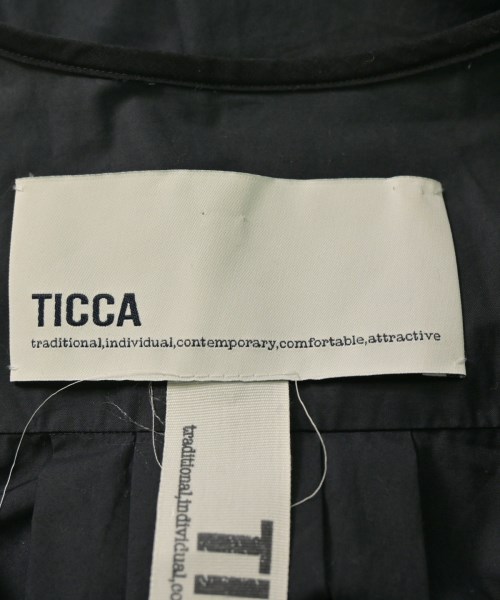 TICCA
traditional,individual,contemporary,comfortable,attractive
traditional,individual,co
TI